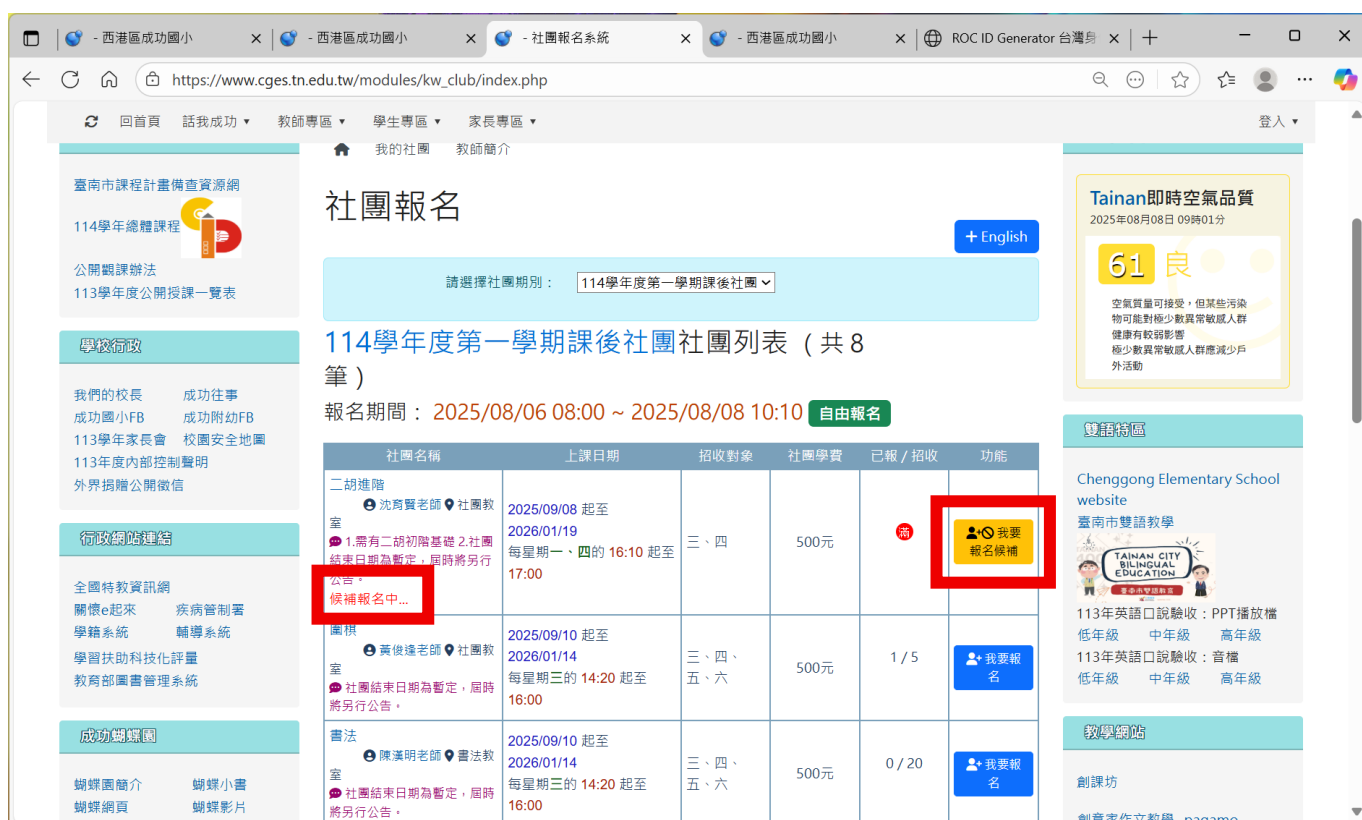 - 西港區成功國小
- 西港區成功國小
- 社團報名系統
- 西港區成功國小
ROC ID Generator 台灣身
https://www.cges.tn.edu.tw/modules/kw_club/index.php
回首頁 話我成功 教師專區 學生專區 家長專區 登入
我的社團 教師簡介
臺南市課程計畫備查資源網
114學年總體課程
公開觀課辦法
113學年度公開授課一覽表
學校行政
我們的校長 成功往事
成功國小FB 成功附幼FB
113學年家長會 校園安全地圖
113年度內部控制聲明
外界捐贈公開徵信
行政網站連結
全國特教資訊網
關懷e起來 疾病管制署
學籍系統 輔導系統
學習扶助科技化評量
教育部圖書管理系統
成功蝴蝶園
蝴蝶園簡介 蝴蝶小書
蝴蝶網頁 蝴蝶影片
社團報名
+ English
請選擇社團期別： 114學年度第一學期課後社團
114學年度第一學期課後社團社團列表（共 8
筆）
報名期間： 2025/08/06 08:00 ~ 2025/08/08 10:10 自由報名
社團名稱 上課日期 招收對象 社團學費 已報 / 招收 功能
二胡進階
沈育賢老師 社團教
室
1.需有二胡初階基礎 2.社團
結束日期為暫定，屆時將另行
公告。
候補報名中...
2025/09/08 起至
2026/01/19
每星期一、四的 16:10 起至
17:00
三、四
500元
滿
我要
報名候補
圍棋
黃俊逢老師 社團教
室
社團結束日期為暫定，屆時
將另行公告。
2025/09/10 起至
2026/01/14
每星期三的 14:20 起至
16:00
三、四、
五、六
500元
1 / 5
我要報
名
書法
陳漢明老師 書法教
室
社團結束日期為暫定，屆時
將另行公告。
2025/09/10 起至
2026/01/14
每星期三的 14:20 起至
16:00
三、四、
五、六
500元
0 / 20
我要報
名
Tainan即時空氣品質
2025年08月08日 09時01分
61 良
空氣質量可接受，但某些污染
物可能對極少數異常敏感人群
健康有較弱影響
極少數異常敏感人群應減少戶
外活動
雙語特區
Chenggong Elementary School
website
臺南市雙語教學
TAINAN CITY
BILINGUAL
EDUCATION
臺南市雙語教育
113年英語口說驗收：PPT播放檔
低年級 中年級 高年級
113年英語口說驗收：音檔
低年級 中年級 高年級
教學網站
創課坊
創意家作文教學 pagamo